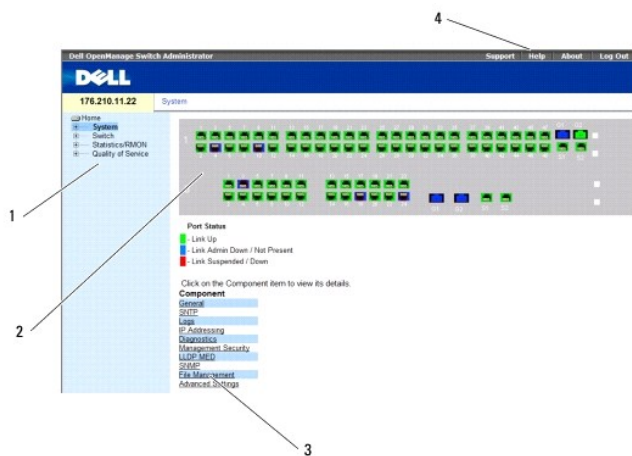 4
Dell OpenManage Switch Administrator
Support Help About Log Out
DELL
176.210.11.22
System
Home
System
Switch
Statistics/RMON
Quality of Service
1
2
Port Status
- Link Up
- Link Admin Down / Not Present
- Link Suspended / Down
Click on the Component item to view its details.
Component
General
SNTP
Logs
IP Addressing
Diagnostics
Management Security
LLDP MED
SNMP
File Management
Advanced Settings
3